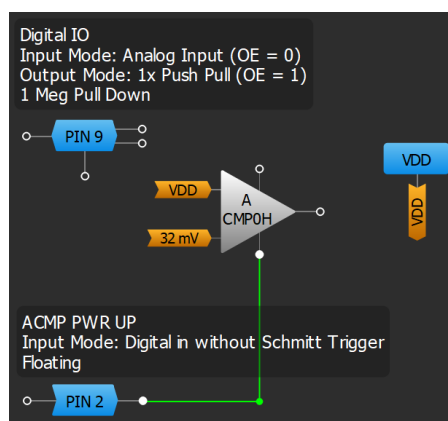 Digital IO
Input Mode: Analog Input (OE = 0)
Output Mode: 1x Push Pull (OE = 1)
1 Meg Pull Down
PIN 9
VDD
VDD
A
CMP0H
VDD
32 mV
ACMP PWR UP
Input Mode: Digital in without Schmitt Trigger
Floating
PIN 2